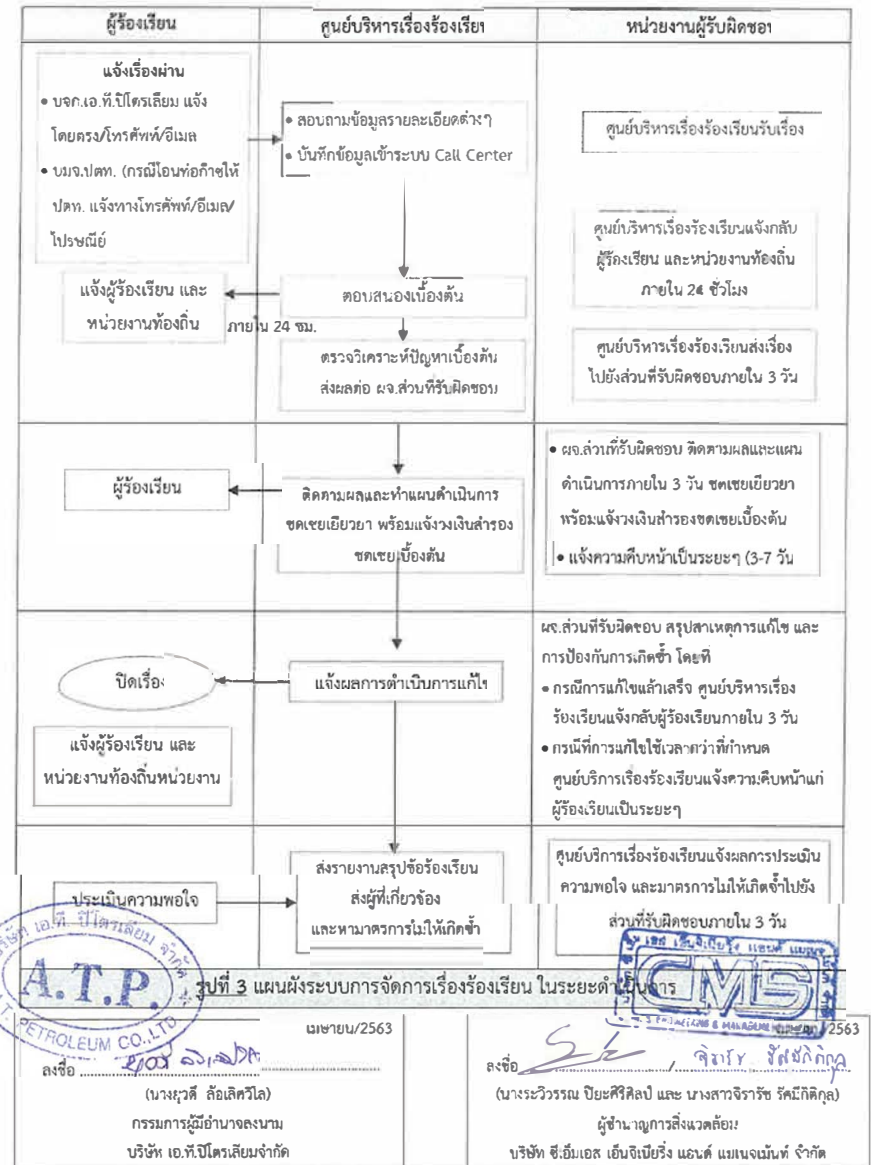 ผู้ร้องเรียน
ศูนย์บริหารเรื่องร้องเรีย
หน่วยงานผู้รับผิดชอ
แจ้งเรื่องผ่าน
• บจก.เอ.ที.ปิโตรเลียม แจ้ง
โดยตรง/โทรศัพท์/อีเมล
• บมจ.ปตท. (กรณีโอนท่อก๊าซให้
ปตท. แจ้งทางโทรศัพท์/อีเมล/
ไปรษณีย์
• สอบถามข้อมูลรายละเอียดต่างๆ
• บันทึกข้อมูลเข้าระบบ Call Center
ศูนย์บริหารเรื่องร้องเรียนรับเรื่อง
ศูนย์บริหารเรื่องร้องเรียนแจ้งกลับ
ผู้ร้องเรียน และหน่วยงานท้องถิ่น
ภายใน 24 ชั่วโมง
แจ้งผู้ร้องเรียน และ
หน่วยงานท้องถิ่น
ภายใน 24 ชม.
ตอบสนองเบื้องต้น
ตรวจวิเคราะห์ปัญหาเบื้องต้น
ส่งผลต่อ ผจ.ส่วนที่รับผิดชอบ
ศูนย์บริหารเรื่องร้องเรียนส่งเรื่อง
ไปยังส่วนที่รับผิดชอบภายใน 3 วัน
ผู้ร้องเรียน
ติดตามผลและทำแผนดำเนินการ
ชดเชยเยียวยา พร้อมแจ้งวงเงินสำรอง
ชดเชยเบื้องต้น
• ผจ.ส่วนที่รับผิดชอบ ติดตามผลและแผน
ดำเนินการภายใน 3 วัน ชดเชยเยียวยา
พร้อมแจ้งวงเงินสำรองชดเชยเบื้องต้น
• แจ้งความคืบหน้าเป็นระยะๆ (3-7 วัน
ปิดเรื่อง
แจ้งผลการดำเนินการแก้ไข
แจ้งผู้ร้องเรียน และ
หน่วยงานท้องถิ่นหน่วยงาน
ผจ.ส่วนที่รับผิดชอบ สรุปสาเหตุการแก้ไข และ
การป้องกันการเกิดซ้ำ โดยที่
• กรณีการแก้ไขแล้วเสร็จ ศูนย์บริหารเรื่อง
ร้องเรียนแจ้งกลับผู้ร้องเรียนภายใน 3 วัน
• กรณีที่การแก้ไขใช้เวลากว่าที่กำหนด
ศูนย์บริการเรื่องร้องเรียนแจ้งความคืบหน้าแก่
ผู้ร้องเรียนเป็นระยะๆ
ประเมินความพอใจ
ส่งรายงานสรุปข้อร้องเรียน
ส่งผู้ที่เกี่ยวข้อง
และหามาตรการไม่ให้เกิดซ้ำ
ศูนย์บริการเรื่องร้องเรียนแจ้งผลการประเมิน
ความพอใจ และมาตรการไม่ให้เกิดซ้ำไปยัง
ส่วนที่รับผิดชอบภายใน 3 วัน
บริษัท เอ.ที. ปิโตรเลียม จำกัด
A.T.P.
A.T. PETROLEUM CO.,LTD
CMS
รูปที่ 3 แผนผังระบบการจัดการเรื่องร้องเรียน ในระยะดำเนินการ
เมษายน/2563
ลงชื่อ
(นางยุวดี ล้อเลิศวิไล)
กรรมการผู้มีอำนาจลงนาม
บริษัท เอ.ที.ปิโตรเลียมจำกัด
เมษายน/2563
ลงชื่อ
(นางระวิวรรณ ปิยะศิริศิลป์ และ นางสาวจิรารัช รัศมีกิติกุล)
ผู้ชำนาญการสิ่งแวดล้อม
บริษัท ซี.เอ็มเอส เอ็นจิเนียริ่ง แอนด์ แมเนจเม้นท์ จำกัด